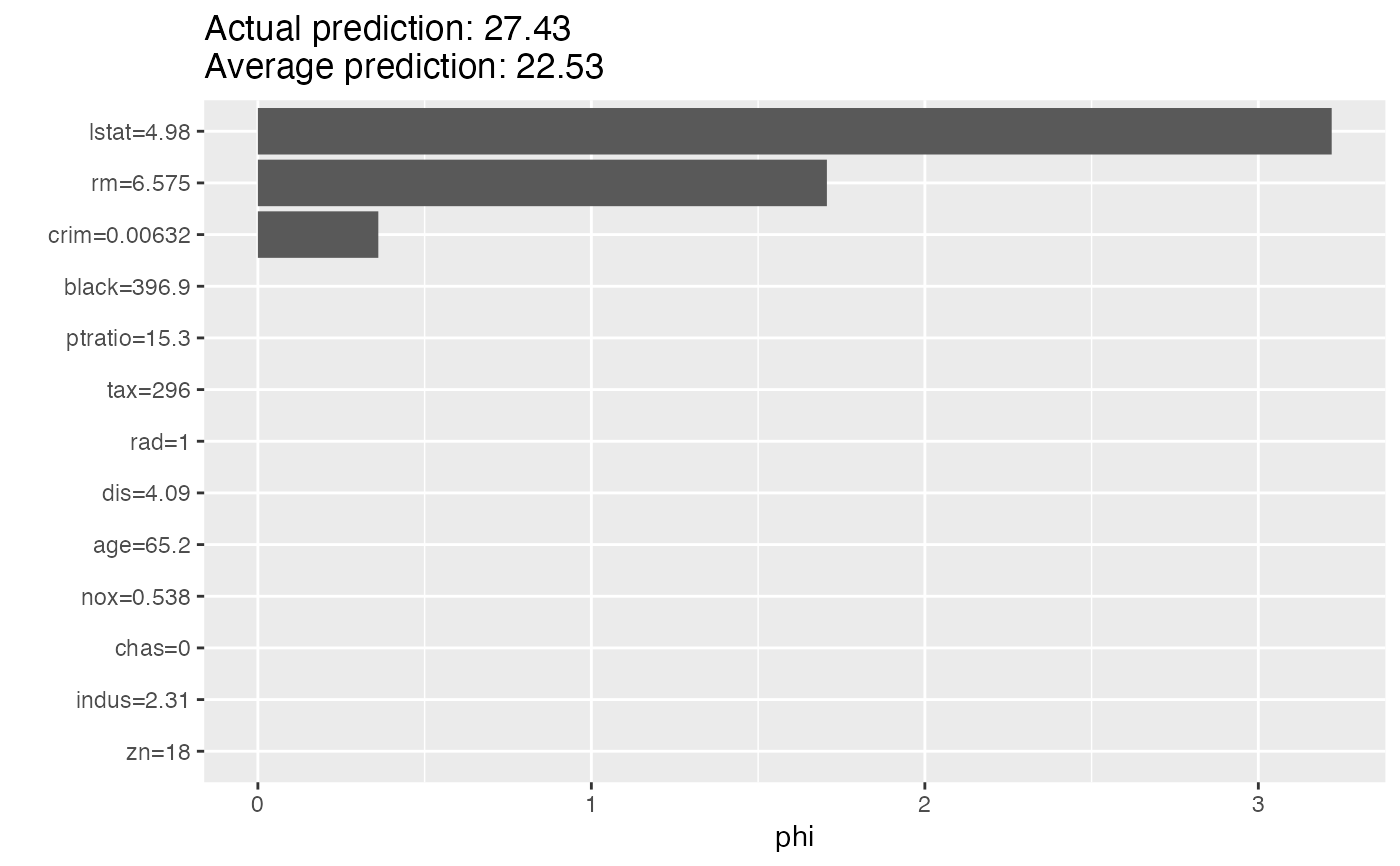 Actual prediction: 27.43
Average prediction: 22.53
lstat=4.98
rm=6.575
crim=0.00632
black=396.9
ptratio=15.3
tax=296
rad=1
dis=4.09
age=65.2
nox=0.538
chas=0
indus=2.31
zn=18
0 1 2 3
phi